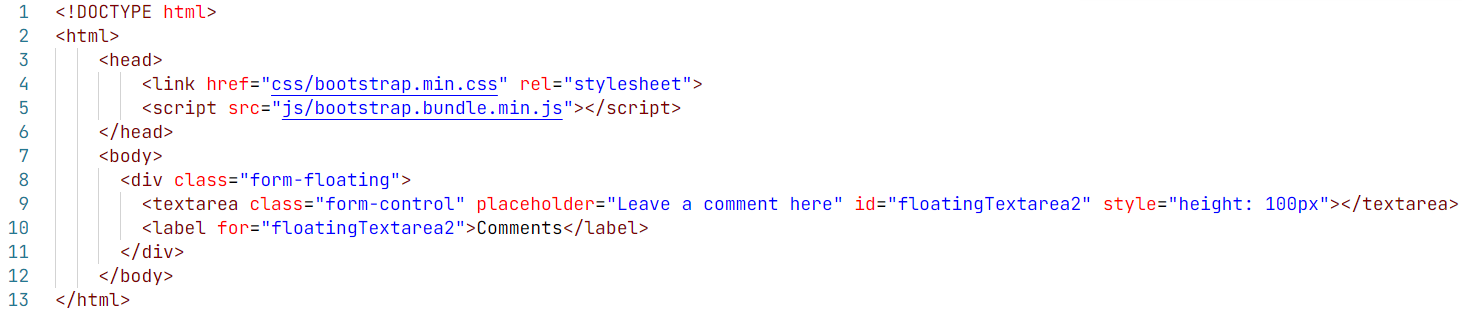 1 <!DOCTYPE html>
2 <html>
3     <head>
4         <link href="css/bootstrap.min.css" rel="stylesheet">
5         <script src="js/bootstrap.bundle.min.js"></script>
6     </head>
7     <body>
8       <div class="form-floating">
9         <textarea class="form-control" placeholder="Leave a comment here" id="floatingTextarea2" style="height: 100px"></textarea>
10         <label for="floatingTextarea2">Comments</label>
11       </div>
12     </body>
13 </html>